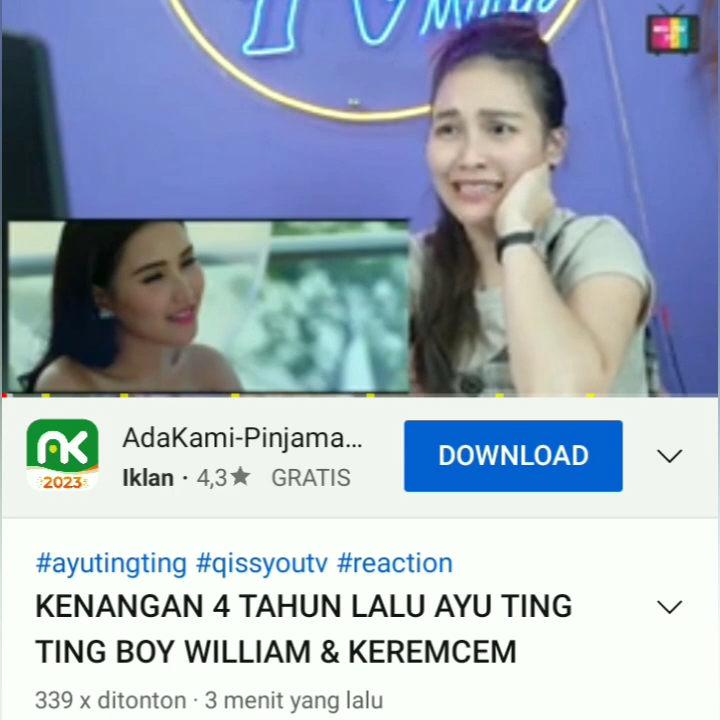 AdaKami-Pinjama...
Iklan · 4,3★ GRATIS
DOWNLOAD
AK
2023
#ayutingting #qissyoutv #reaction
KENANGAN 4 TAHUN LALU AYU TING
TING BOY WILLIAM & KEREMCEM
339 x ditonton · 3 menit yang lalu